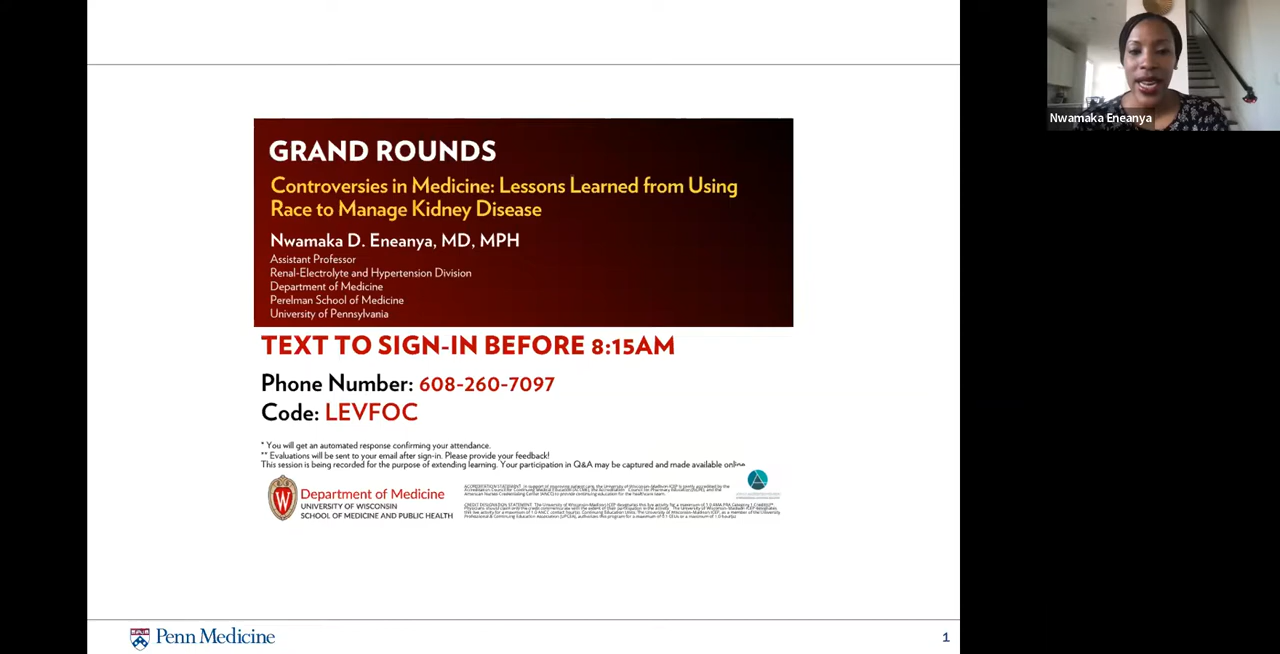 Nwamaka Eneanya
GRAND ROUNDS
Controversies in Medicine: Lessons Learned from Using
Race to Manage Kidney Disease
Nwamaka D. Eneanya, MD, MPH
Assistant Professor
Renal-Electrolyte and Hypertension Division
Department of Medicine
Perelman School of Medicine
University of Pennsylvania
TEXT TO SIGN-IN BEFORE 8:15AM
Phone Number: 608-260-7097
Code: LEVFOC
* You will get an automated response confirming your attendance.
** Evaluations will be sent to your email after sign-in. Please provide your feedback!
This session is being recorded for the purpose of extending learning. Your participation in Q&A may be captured and made available online.
Department of Medicine
UNIVERSITY OF WISCONSIN
SCHOOL OF MEDICINE AND PUBLIC HEALTH
ACCREDITATION STATEMENT
CREDIT DESIGNATION STATEMENT
Penn Medicine
1